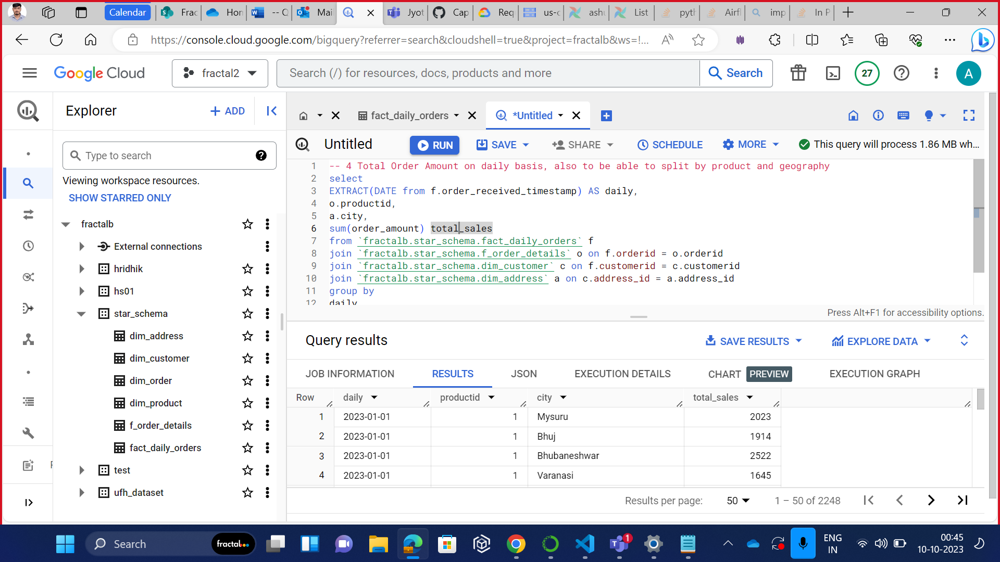 Calendar
Frac
Hon
-- Q
Mai
Jyot
Cap
Req
us-c
ashu
List
pyth
Airfl
imp
In P
https://console.cloud.google.com/bigquery?referrer=search&cloudshell=true&project=fractalb&ws=!...
Google Cloud
fractal2
Search (/) for resources, docs, products and more
Search
27
A
Explorer
+ ADD
fact_daily_orders
*Untitled
Untitled
RUN
SAVE
SHARE
SCHEDULE
MORE
This query will process 1.86 MB wh...
Type to search
Viewing workspace resources.
SHOW STARRED ONLY
fractalb
External connections
hridhik
hs01
star_schema
dim_address
dim_customer
dim_order
dim_product
f_order_details
fact_daily_orders
test
ufh_dataset
1 -- 4 Total Order Amount on daily basis, also to be able to split by product and geography
2 select
3 EXTRACT(DATE from f.order_received_timestamp) AS daily,
4 o.productid,
5 a.city,
6 sum(order_amount) total_sales
7 from `fractalb.star_schema.fact_daily_orders` f
8 join `fractalb.star_schema.f_order_details` o on f.orderid = o.orderid
9 join `fractalb.star_schema.dim_customer` c on f.customerid = c.customerid
10 join `fractalb.star_schema.dim_address` a on c.address_id = a.address_id
11 group by
12 daily
Press Alt+F1 for accessibility options.
Query results
SAVE RESULTS
EXPLORE DATA
JOB INFORMATION
RESULTS
JSON
EXECUTION DETAILS
CHART PREVIEW
EXECUTION GRAPH
Row daily productid city total_sales
1 2023-01-01 1 Mysuru 2023
2 2023-01-01 1 Bhuj 1914
3 2023-01-01 1 Bhubaneshwar 2522
4 2023-01-01 1 Varanasi 1645
Results per page: 50 1 – 50 of 2248
Search
fractal
1
ENG
IN
00:45
10-10-2023